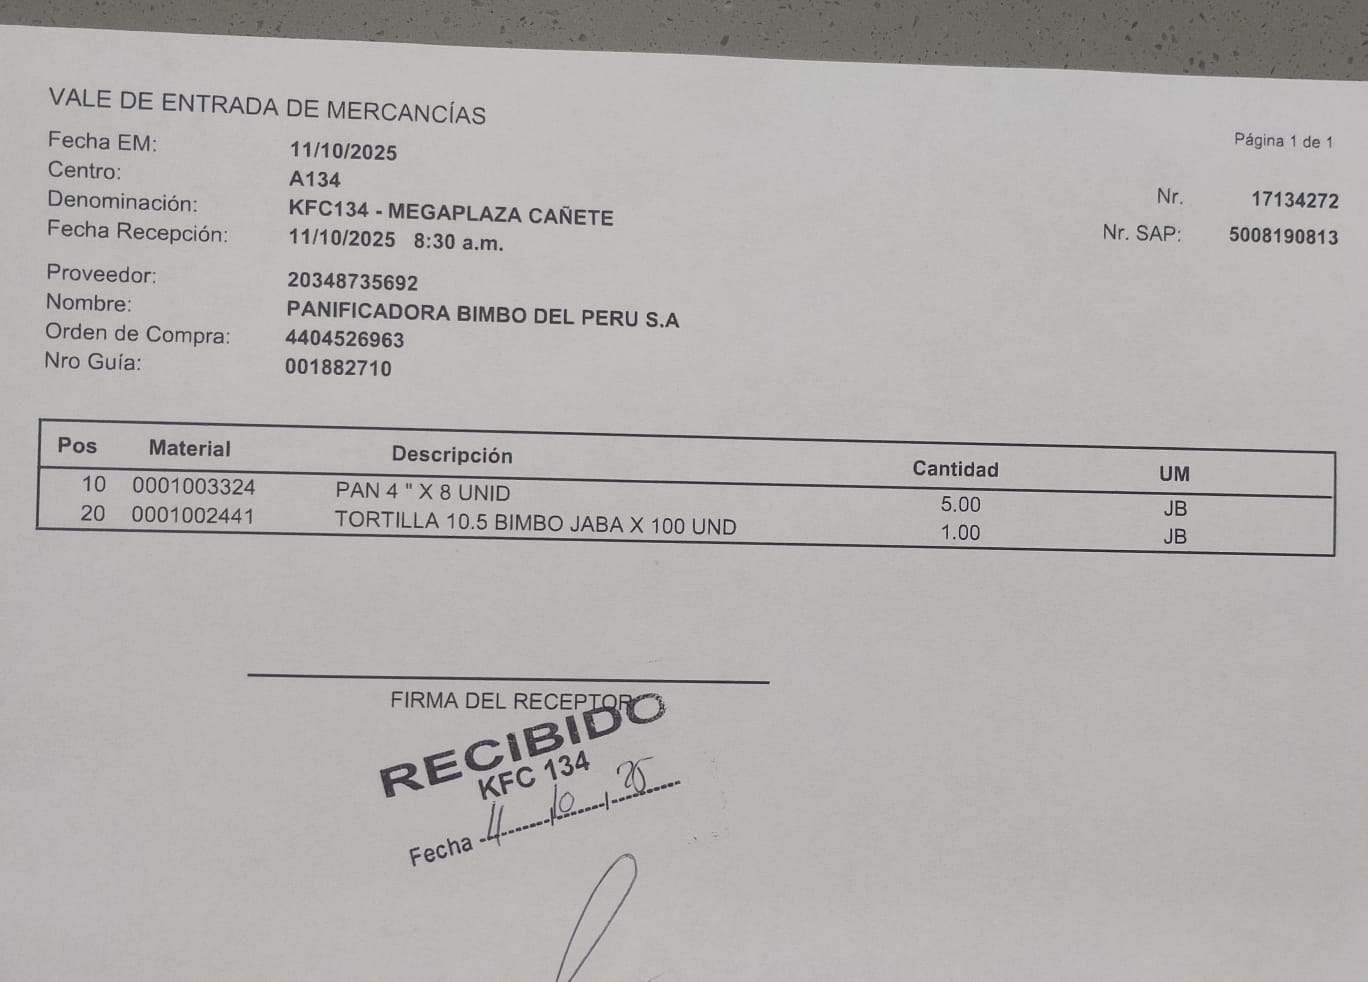 VALE DE ENTRADA DE MERCANCÍAS
Página 1 de 1
Fecha EM: 11/10/2025
Centro: A134
Nr. 17134272
Denominación: KFC134 - MEGAPLAZA CAÑETE
Nr. SAP: 5008190813
Fecha Recepción: 11/10/2025 8:30 a.m.
Proveedor: 20348735692
Nombre: PANIFICADORA BIMBO DEL PERU S.A
Orden de Compra: 4404526963
Nro Guía: 001882710
Pos Material Descripción Cantidad UM
10 0001003324 PAN 4 " X 8 UNID 5.00 JB
20 0001002441 TORTILLA 10.5 BIMBO JABA X 100 UND 1.00 JB
FIRMA DEL RECEPTOR
RECIBIDO
KFC 134
Fecha 11/10/25